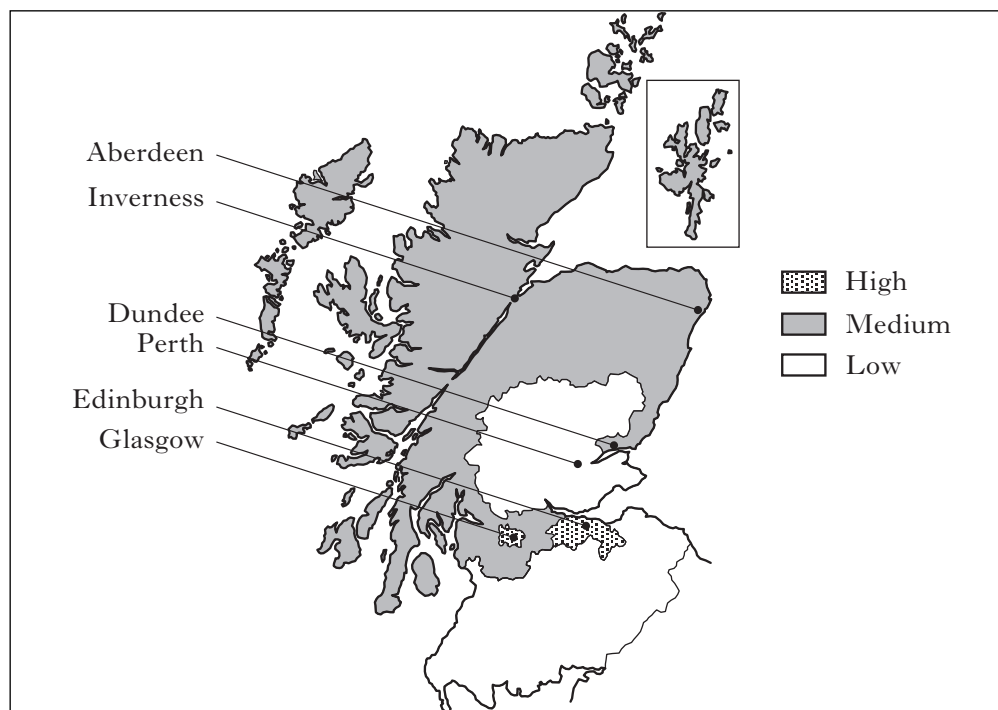 Aberdeen
Inverness
Dundee
Perth
Edinburgh
Glasgow
High
Medium
Low